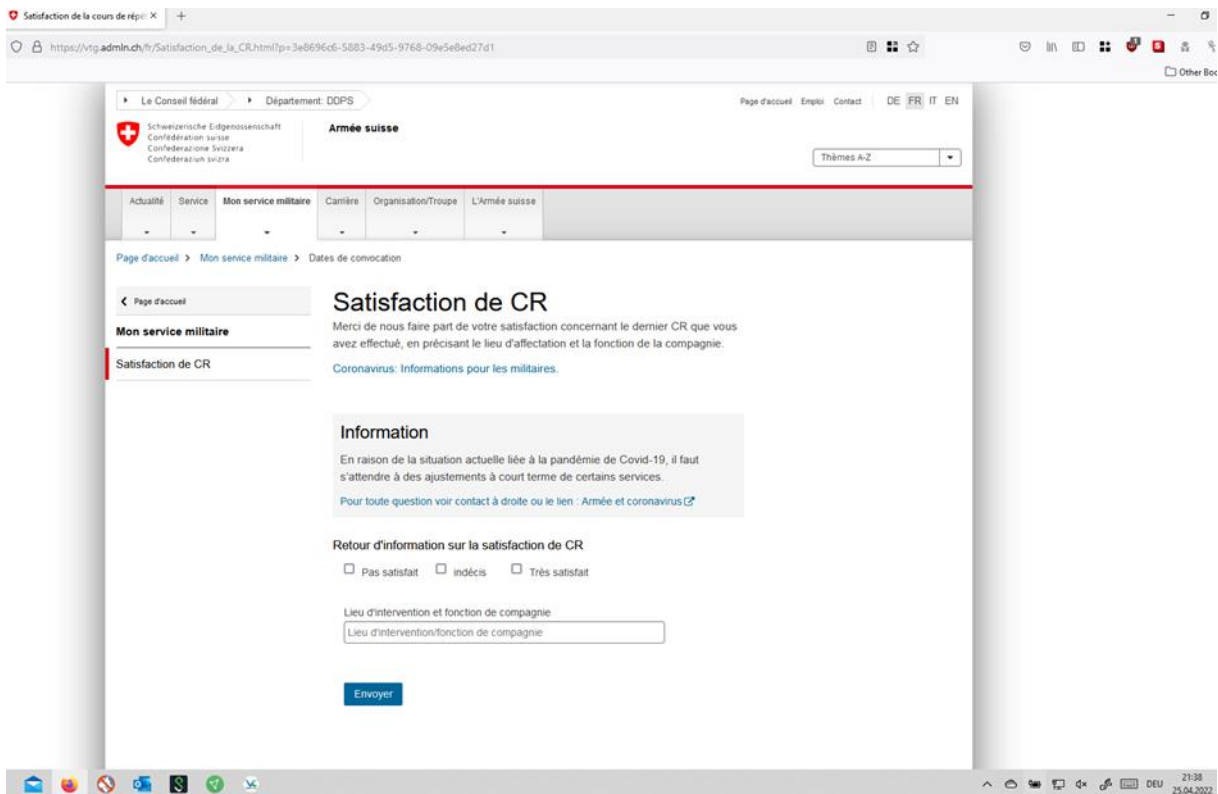 Satisfaction de la cours de répé
https://vtg.admin.ch/fr/Satisfaction_de_la_CR.html?p=3e8696c6-5883-49d5-9768-09e5e8ed27d1
Other Boo
Le Conseil fédéral Département: DDPS
Page d'accueil Emploi Contact DE FR IT EN
Schweizerische Eidgenossenschaft
Confédération suisse
Confederazione Svizzera
Confederaziun svizra
Armée suisse
Thèmes A-Z
Actualité Service Mon service militaire Carrière Organisation/Troupe L'Armée suisse
Page d'accueil > Mon service militaire > Dates de convocation
Page d'accueil
Mon service militaire
Satisfaction de CR
Satisfaction de CR
Merci de nous faire part de votre satisfaction concernant le dernier CR que vous
avez effectué, en précisant le lieu d'affectation et la fonction de la compagnie.
Coronavirus: Informations pour les militaires.
Information
En raison de la situation actuelle liée à la pandémie de Covid-19, il faut
s'attendre à des ajustements à court terme de certains services.
Pour toute question voir contact à droite ou le lien : Armée et coronavirus
Retour d'information sur la satisfaction de CR
Pas satisfait indécis Très satisfait
Lieu d'intervention et fonction de compagnie
Lieu d'intervention/fonction de compagnie
Envoyer
DEU
21:38
25.04.2022